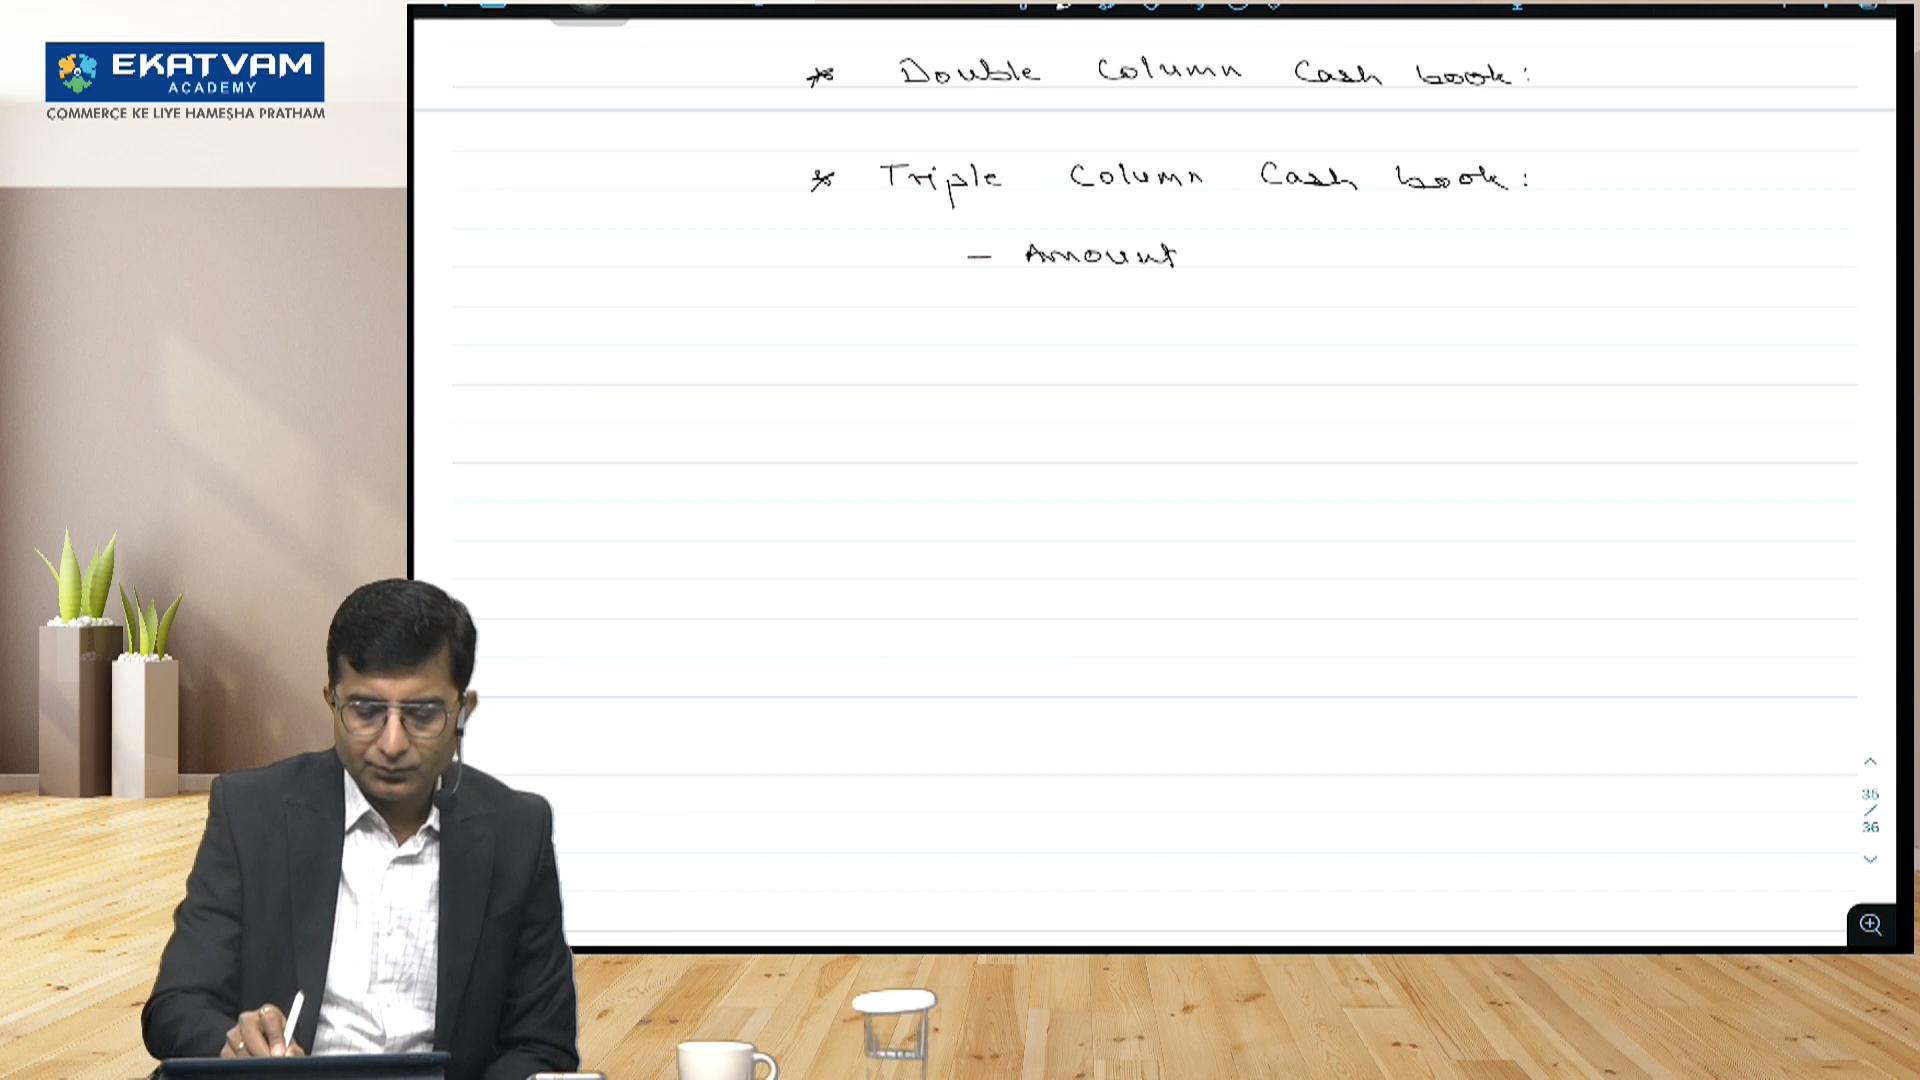 EKATVAM
ACADEMY
COMMERCE KE LIYE HAMESHA PRATHAM
* Double Column Cash book:
* Triple Column Cash book:
- Amount
35
/
36